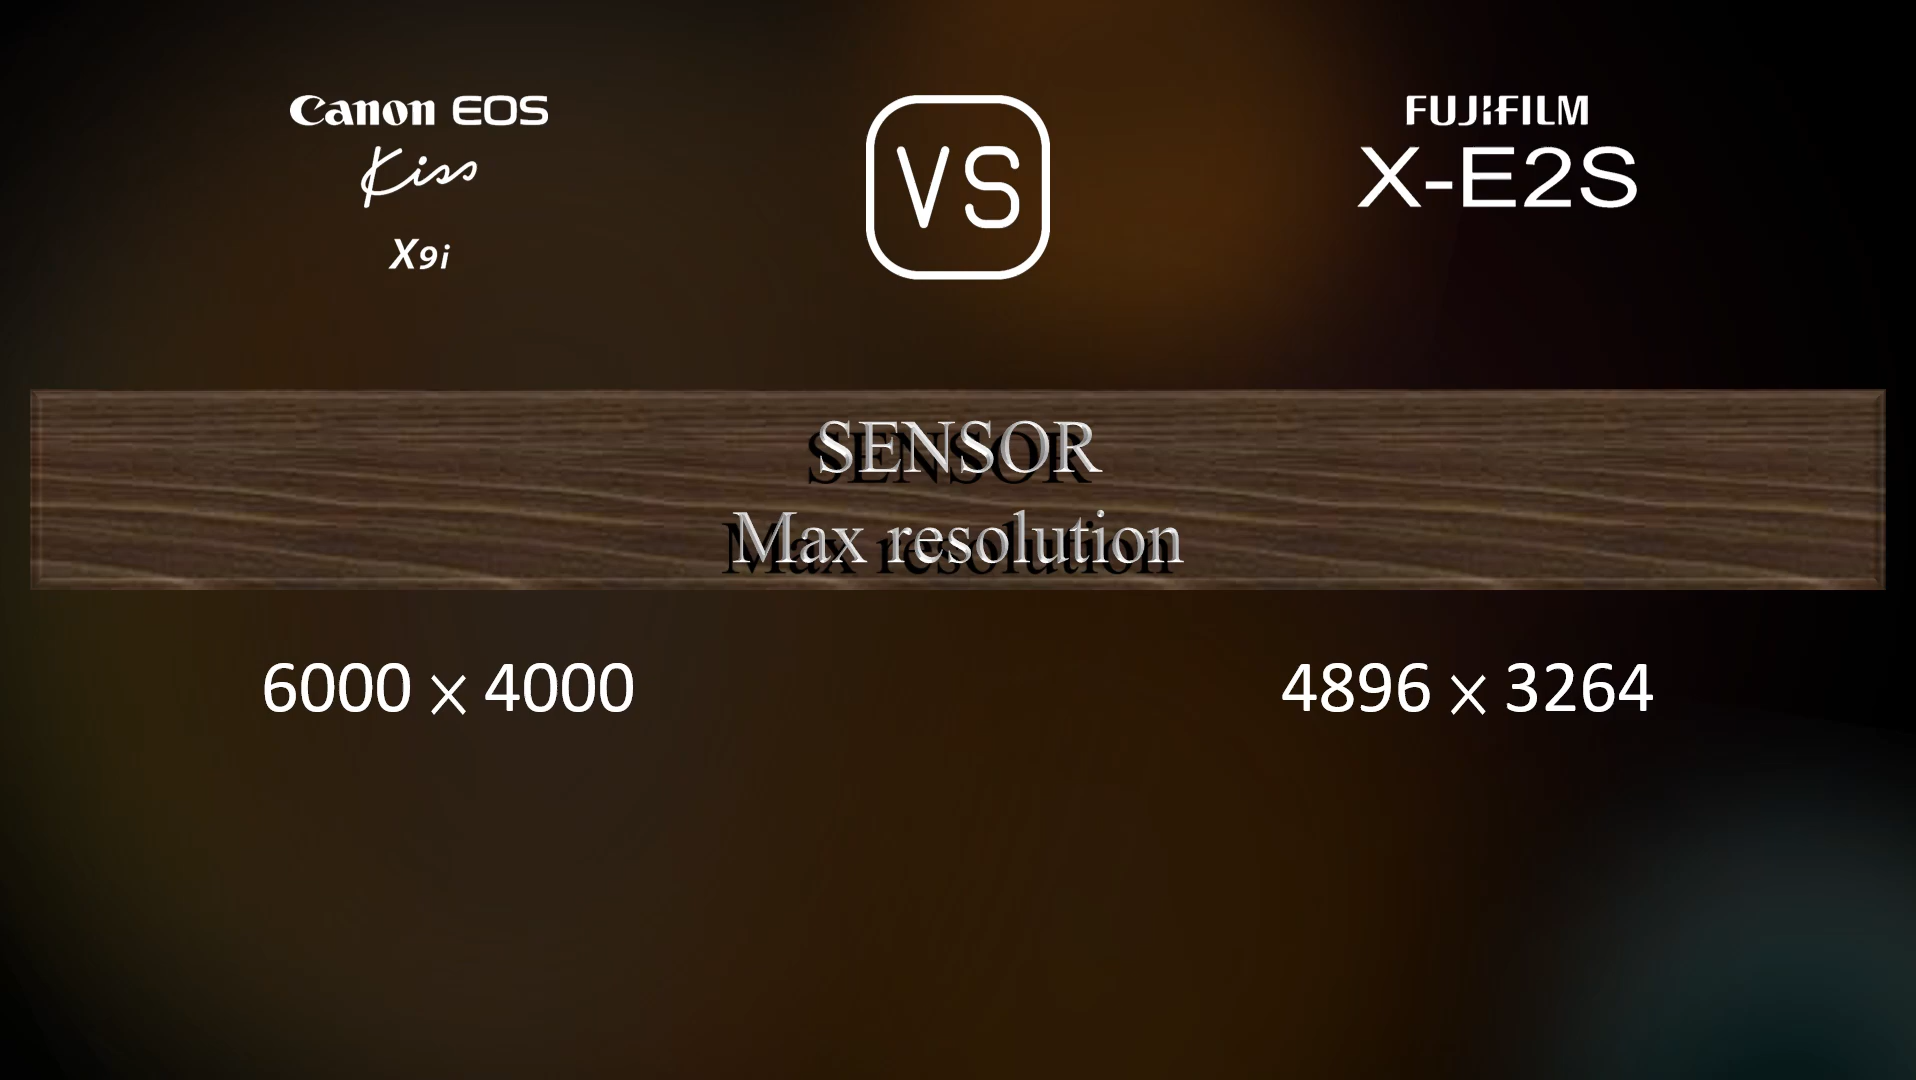 Canon EOS
Kiss
X9i
VS
FUJIFILM
X-E2S
SENSOR
Max resolution
6000 x 4000
4896 x 3264